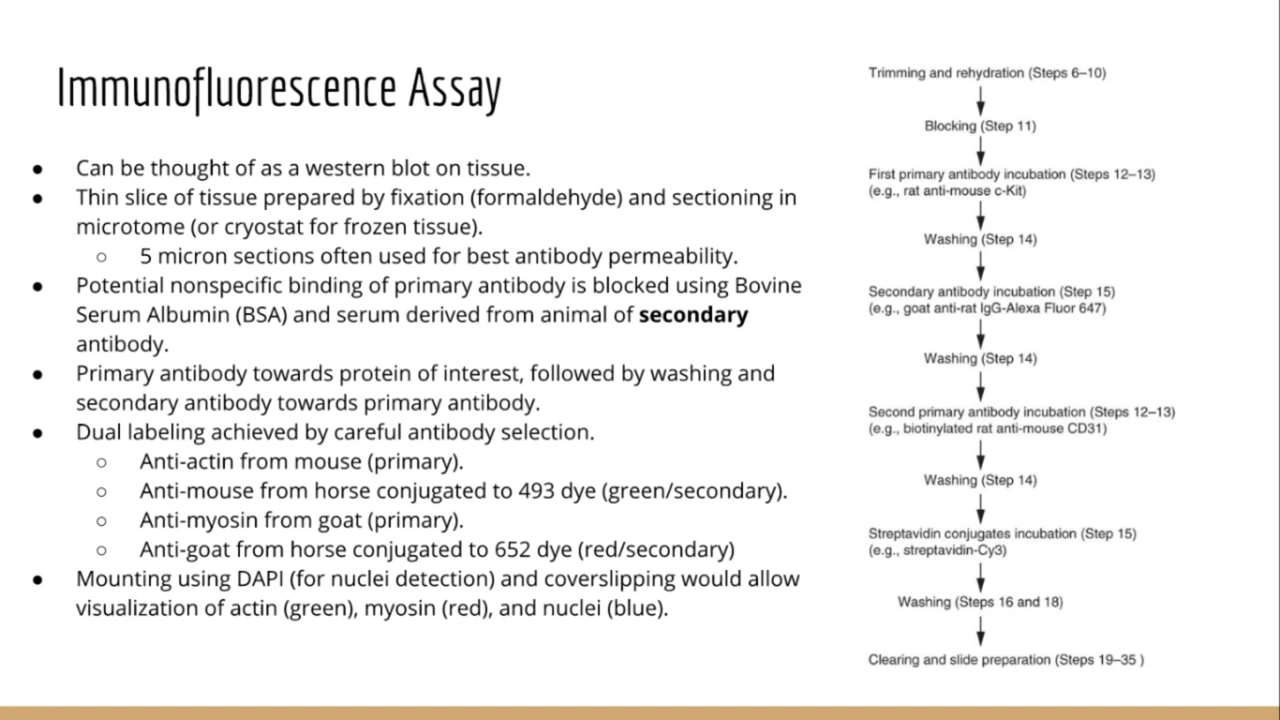 Immunofluorescence Assay
● Can be thought of as a western blot on tissue.
● Thin slice of tissue prepared by fixation (formaldehyde) and sectioning in
microtome (or cryostat for frozen tissue).
○ 5 micron sections often used for best antibody permeability.
● Potential nonspecific binding of primary antibody is blocked using Bovine
Serum Albumin (BSA) and serum derived from animal of secondary
antibody.
● Primary antibody towards protein of interest, followed by washing and
secondary antibody towards primary antibody.
● Dual labeling achieved by careful antibody selection.
○ Anti-actin from mouse (primary).
○ Anti-mouse from horse conjugated to 493 dye (green/secondary).
○ Anti-myosin from goat (primary).
○ Anti-goat from horse conjugated to 652 dye (red/secondary)
● Mounting using DAPI (for nuclei detection) and coverslipping would allow
visualization of actin (green), myosin (red), and nuclei (blue).
Trimming and rehydration (Steps 6–10)
Blocking (Step 11)
First primary antibody incubation (Steps 12–13)
(e.g., rat anti-mouse c-Kit)
Washing (Step 14)
Secondary antibody incubation (Step 15)
(e.g., goat anti-rat IgG-Alexa Fluor 647)
Washing (Step 14)
Second primary antibody incubation (Steps 12–13)
(e.g., biotinylated rat anti-mouse CD31)
Washing (Step 14)
Streptavidin conjugates incubation (Step 15)
(e.g., streptavidin-Cy3)
Washing (Steps 16 and 18)
Clearing and slide preparation (Steps 19–35 )